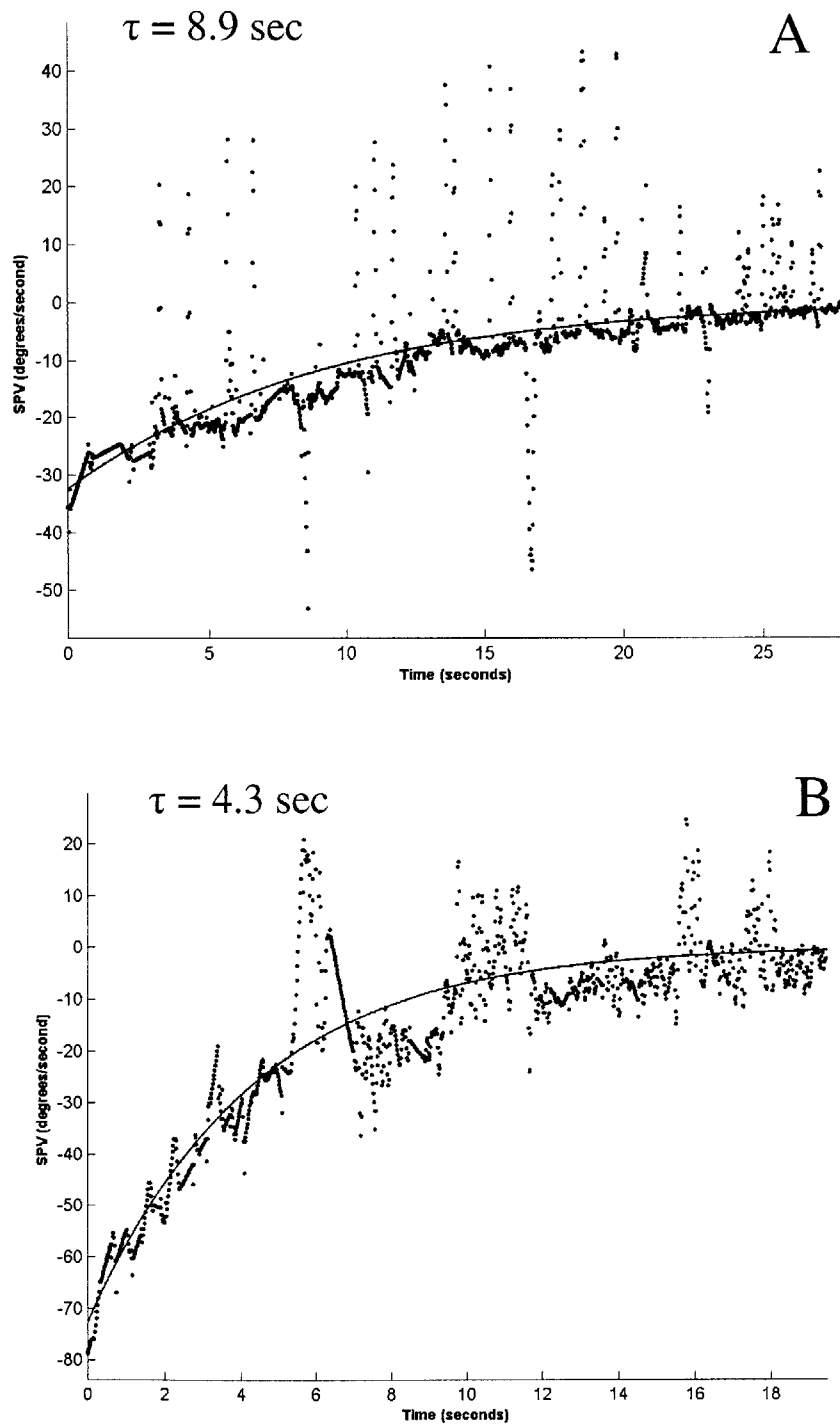 τ = 8.9 sec
A
40
30
20
10
0
-10
-20
-30
-40
-50
SPV (degrees/second)
0 5 10 15 20 25
Time (seconds)
τ = 4.3 sec
B
20
10
0
-10
-20
-30
-40
-50
-60
-70
-80
SPV (degrees/second)
0 2 4 6 8 10 12 14 16 18
Time (seconds)